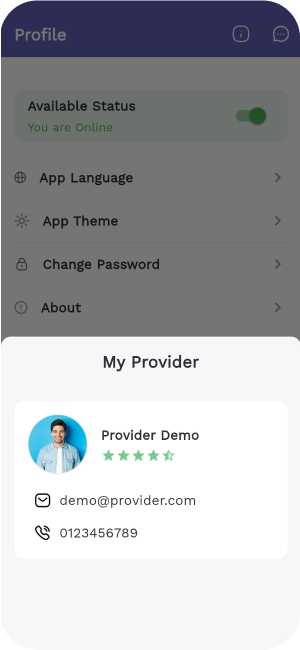 Profile
Available Status
You are Online
App Language
App Theme
Change Password
About
My Provider
Provider Demo
demo@provider.com
0123456789